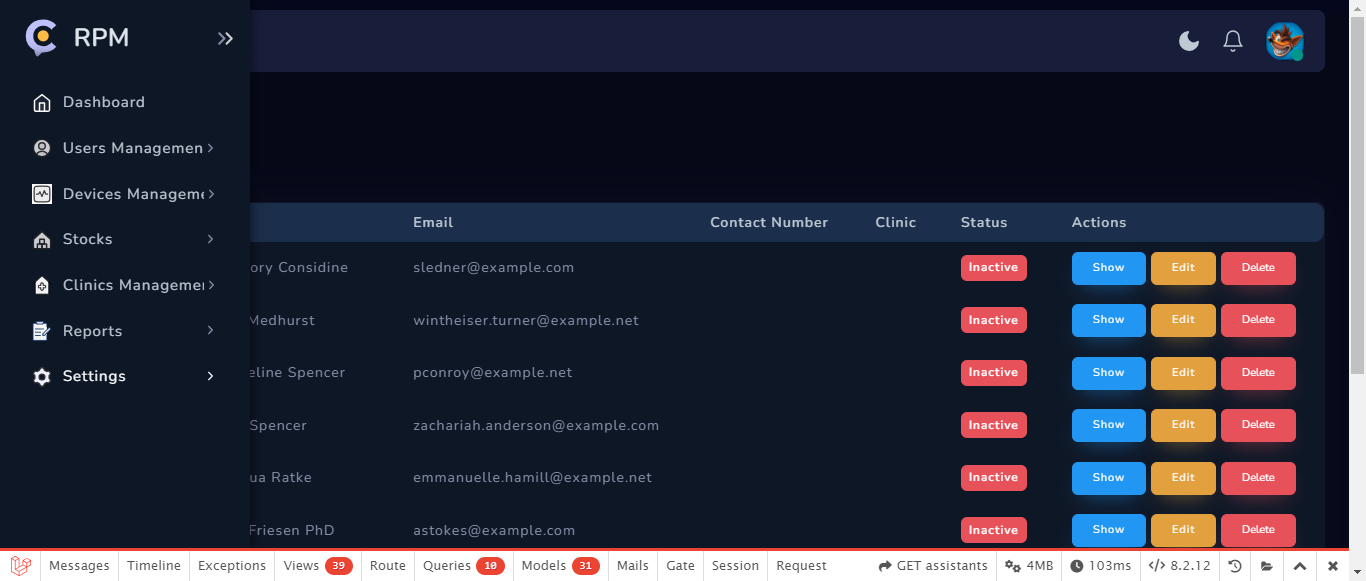 RPM
Dashboard
Users Managemen
Devices Managem
Stocks
Clinics Manageme
Reports
Settings
Email Contact Number Clinic Status Actions
ory Considine sledner@example.com Inactive Show Edit Delete
Medhurst wintheiser.turner@example.net Inactive Show Edit Delete
eline Spencer pconroy@example.net Inactive Show Edit Delete
Spencer zachariah.anderson@example.com Inactive Show Edit Delete
ua Ratke emmanuelle.hamill@example.net Inactive Show Edit Delete
Friesen PhD astokes@example.com Inactive Show Edit Delete
Messages Timeline Exceptions Views 39 Route Queries 10 Models 31 Mails Gate Session Request GET assistants 4MB 103ms 8.2.12